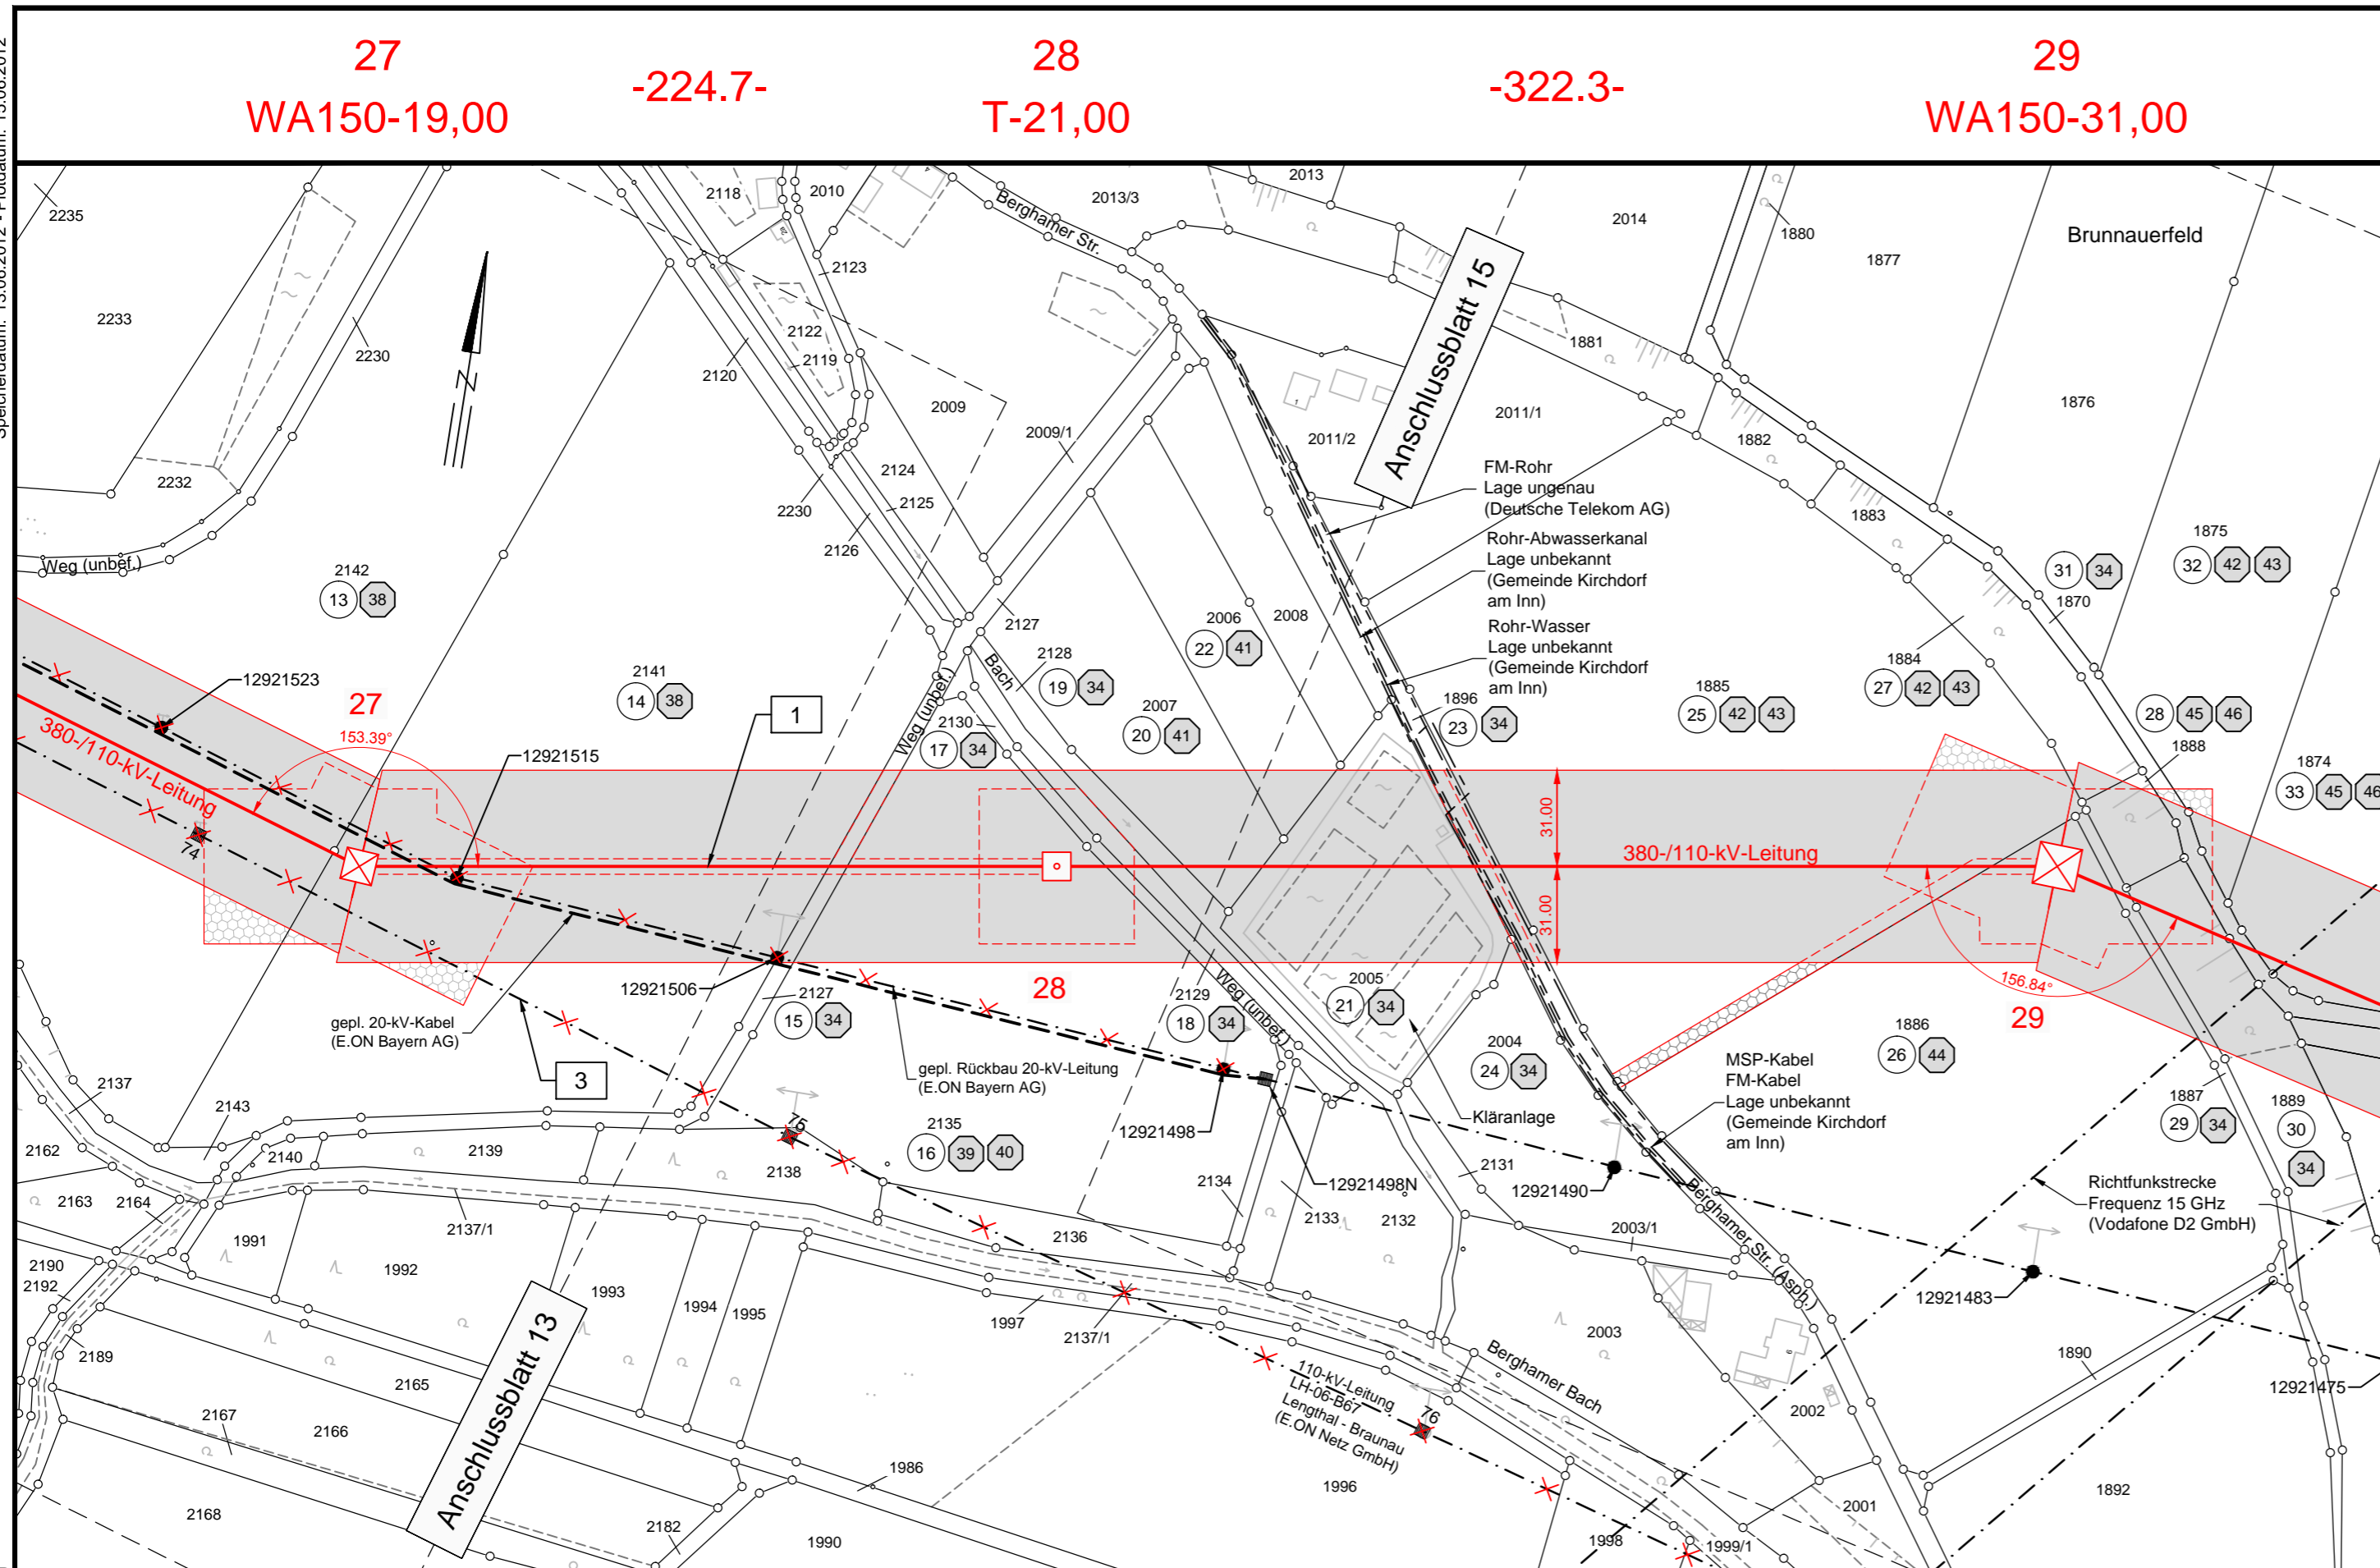 Speicherdatum: 13.06.2012 - Plotdatum: 13.06.2012
27
WA150-19,00
-224.7-
28
T-21,00
-322.3-
29
WA150-31,00
2235
2118
2010
2013/3
2013
2014
1880
1877
Brunnauerfeld
Berghamer Str.
2123
2233
2230
2122
2119
2120
2009
2009/1
1881
2011/1
2011/2
1882
1876
Anschlussblatt 15
N
2232
2124
2125
2230
2126
FM-Rohr
Lage ungenau
(Deutsche Telekom AG)
1883
Weg (unbef.)
2142
13 38
Rohr-Abwasserkanal
Lage unbekannt
(Gemeinde Kirchdorf
am Inn)
31 34
1870
1875
32 42 43
2127
2006
22 41
2008
Rohr-Wasser
Lage unbekannt
(Gemeinde Kirchdorf
am Inn)
12921523
27
153.39°
2141
14 38
1
Bach
Weg (unbef.)
2128
19 34
2130
17 34
2007
20 41
1896
23 34
1885
25 42 43
1884
27 42 43
28 45 46
1888
1874
33 45 46
380-/110-kV-Leitung
12921515
74
31.00
380-/110-kV-Leitung
31.00
12921506
28
2127
15 34
2129
18 34
Weg (unbef.)
2005
21 34
156.84°
29
gepl. 20-kV-Kabel
(E.ON Bayern AG)
3
gepl. Rückbau 20-kV-Leitung
(E.ON Bayern AG)
2004
24 34
1886
26 44
MSP-Kabel
FM-Kabel
Lage unbekannt
(Gemeinde Kirchdorf
am Inn)
Kläranlage
1887
29 34
1889
30
34
2137
2143
2162
2140
2139
75
2138
2135
16 39 40
12921498
12921498N
2131
12921490
2163
2164
2137/1
2134
2133
2132
Berghamer Str. (Asph.)
Richtfunkstrecke
Frequenz 15 GHz
(Vodafone D2 GmbH)
1991
1992
2136
2003/1
2190
2192
1993
1994
1995
1997
2137/1
12921483
2189
2003
1890
12921475
Anschlussblatt 13
2165
110-kV-Leitung
LH-06-B67
Lengthal - Braunau
(E.ON Netz GmbH)
76
Berghamer Bach
2002
2167
2166
1986
1996
1892
2168
2182
1990
1998
2001
1999/1